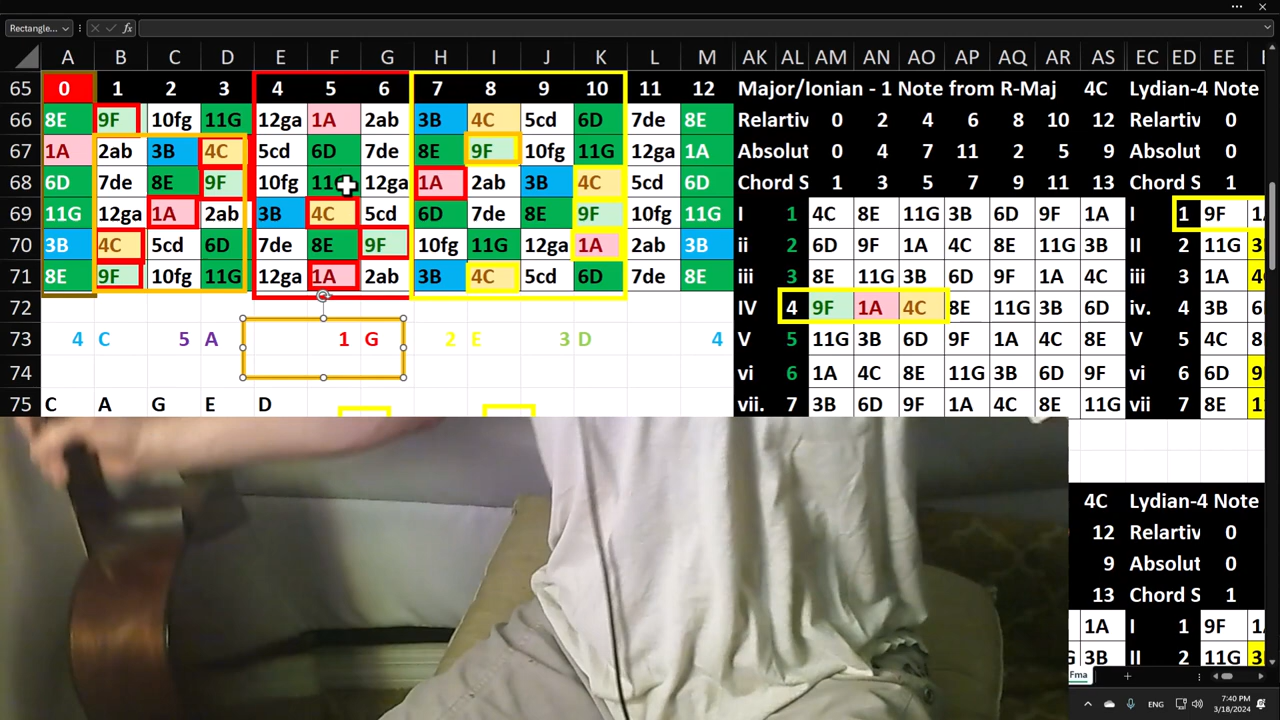 Rectangle...
fx
A B C D E F G H I J K L M AK AL AM AN AO AP AQ AR AS EC ED EE
65 0 1 2 3 4 5 6 7 8 9 10 11 12 Major/Ionian - 1 Note from R-Maj 4C Lydian-4 Note
66 8E 9F 10fg 11G 12ga 1A 2ab 3B 4C 5cd 6D 7de 8E Relartiv 0 2 4 6 8 10 12 Relartiv 0
67 1A 2ab 3B 4C 5cd 6D 7de 8E 9F 10fg 11G 12ga 1A Absolut 0 4 7 11 2 5 9 Absolut 0
68 6D 7de 8E 9F 10fg 11G 12ga 1A 2ab 3B 4C 5cd 6D Chord S 1 3 5 7 9 11 13 Chord S 1
69 11G 12ga 1A 2ab 3B 4C 5cd 6D 7de 8E 9F 10fg 11G I 1 4C 8E 11G 3B 6D 9F 1A I 1 9F
70 3B 4C 5cd 6D 7de 8E 9F 10fg 11G 12ga 1A 2ab 3B ii 2 6D 9F 1A 4C 8E 11G 3B II 2 11G
71 8E 9F 10fg 11G 12ga 1A 2ab 3B 4C 5cd 6D 7de 8E iii 3 8E 11G 3B 6D 9F 1A 4C iii 3 1A
72 IV 4 9F 1A 4C 8E 11G 3B 6D iv. 4 3B
73 4 C 5 A 1 G 2 E 3 D 4 V 5 11G 3B 6D 9F 1A 4C 8E V 5 4C
74 vi 6 1A 4C 8E 11G 3B 6D 9F vi 6 6D
75 C A G E D vii. 7 3B 6D 9F 1A 4C 8E 11G vii 7 8E
4C Lydian-4 Note
12 Relartiv 0
9 Absolut 0
13 Chord S 1
1A I 1 9F
3B II 2 11G
Fma
ENG
7:40 PM
3/18/2024